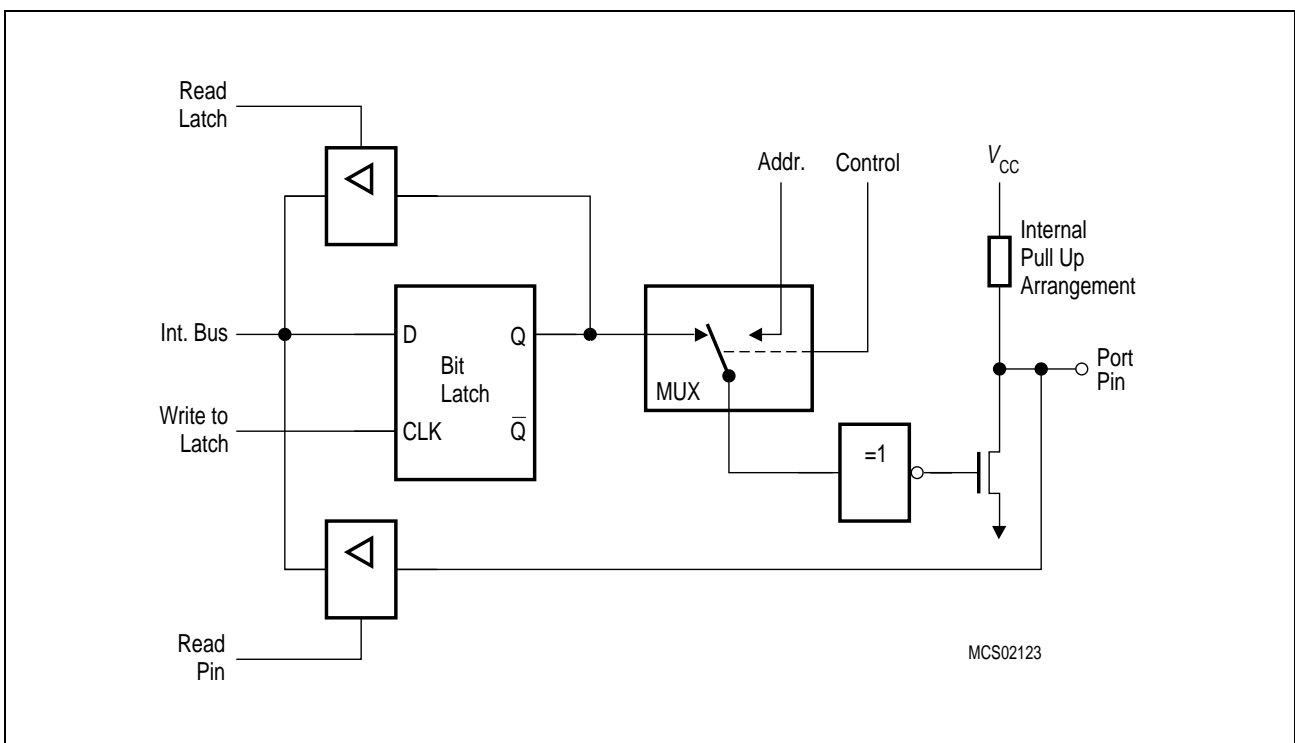 Read
Latch
Addr.
Control
VCC
Internal
Pull Up
Arrangement
Int. Bus
D
Q
Bit
Latch
MUX
Port
Pin
Write to
Latch
CLK
Q̅
=1
Read
Pin
MCS02123